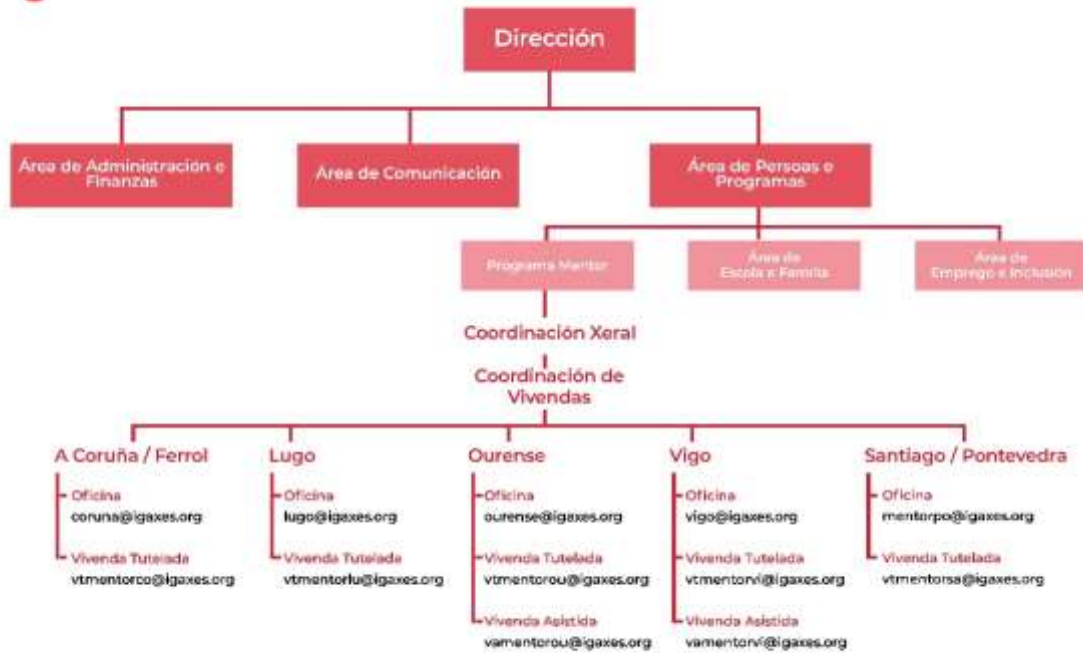 Dirección
Área de Administración e
Finanzas
Área de Comunicación
Área de Persoas e
Programas
Programa Mentor
Área de
Escola e Familia
Área de
Emprego e Inclusión
Coordinación Xeral
Coordinación de
Vivendas
A Coruña / Ferrol
Oficina
coruna@igaxes.org
Vivenda Tutelada
vtmentorco@igaxes.org
Lugo
Oficina
lugo@igaxes.org
Vivenda Tutelada
vtmentorlu@igaxes.org
Ourense
Oficina
ourense@igaxes.org
Vivenda Tutelada
vtmentorou@igaxes.org
Vivenda Asistida
vamentorou@igaxes.org
Vigo
Oficina
vigo@igaxes.org
Vivenda Tutelada
vtmentorvi@igaxes.org
Vivenda Asistida
vamentorvi@igaxes.org
Santiago / Pontevedra
Oficina
mentorpo@igaxes.org
Vivenda Tutelada
vtmentorsa@igaxes.org